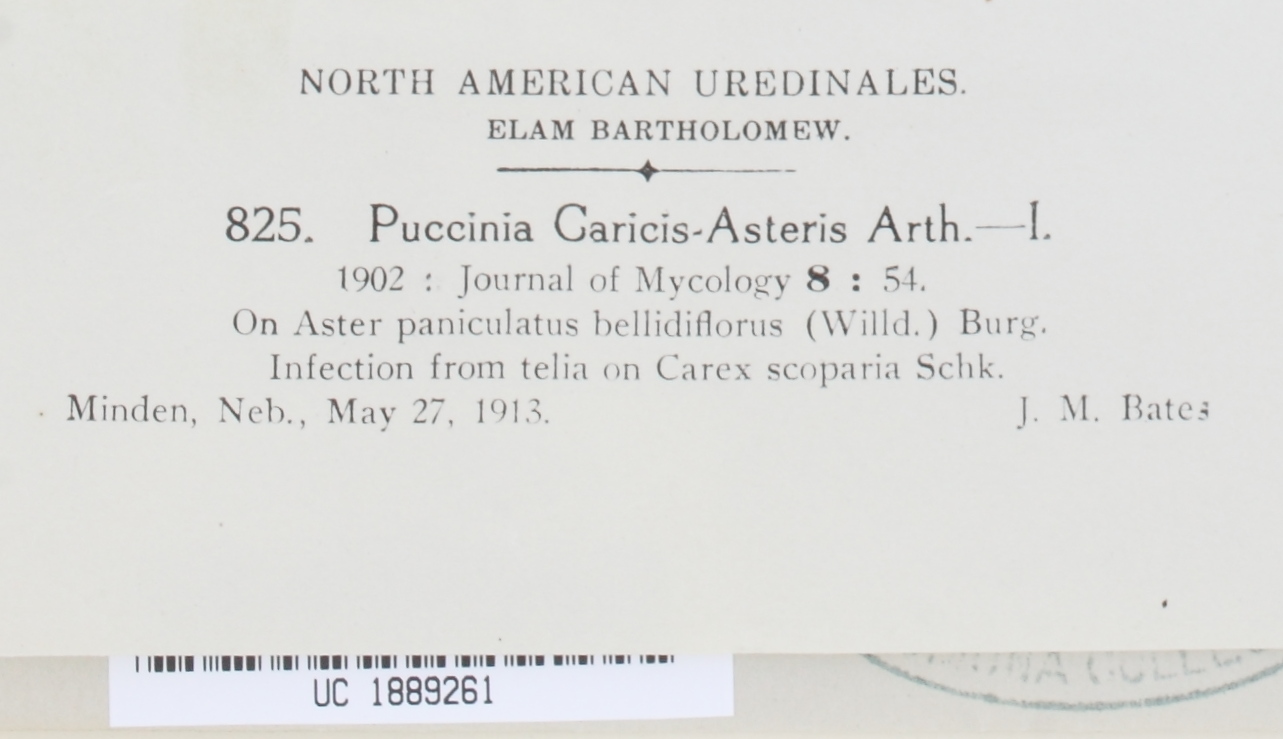 NORTH AMERICAN UREDINALES.
ELAM BARTHOLOMEW.
825. Puccinia Caricis-Asteris Arth.—I.
1902 : Journal of Mycology 8 : 54.
On Aster paniculatus bellidiflorus (Willd.) Burg.
Infection from telia on Carex scoparia Schk.
Minden, Neb., May 27, 1913. J. M. Bates
UC 1889261